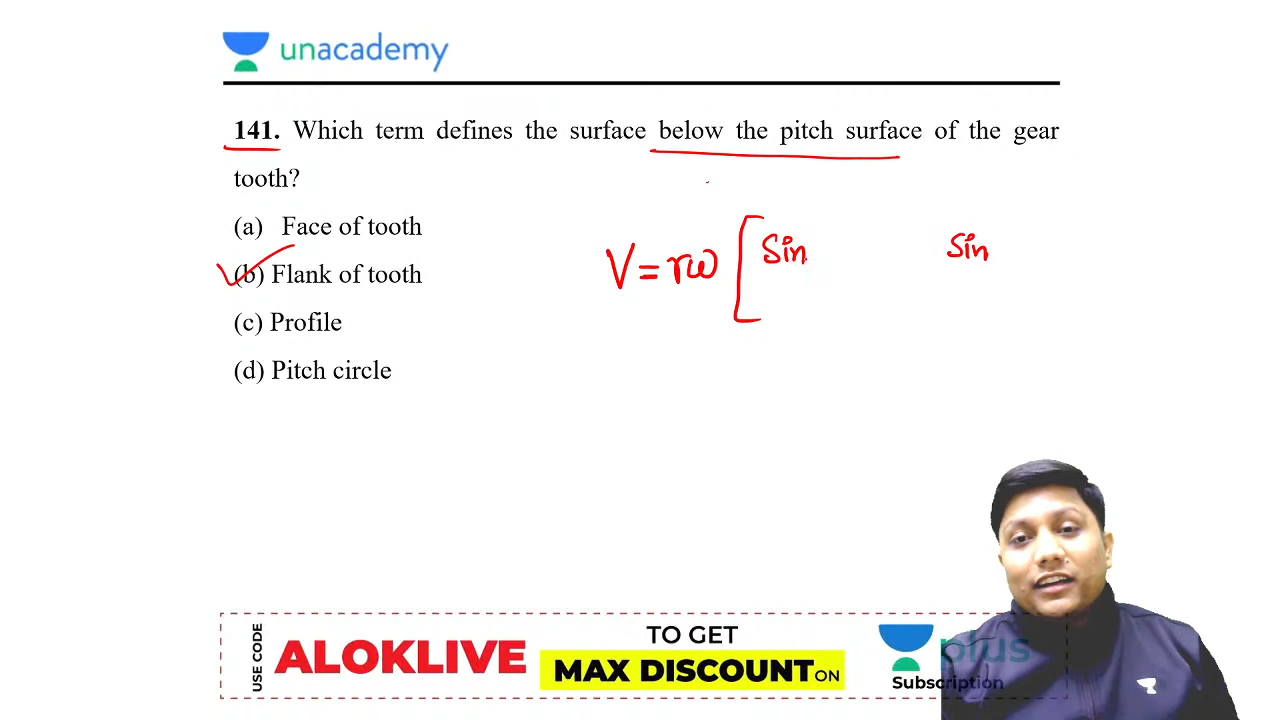 unacademy
141. Which term defines the surface below the pitch surface of the gear
tooth?
(a) Face of tooth
(b) Flank of tooth
(c) Profile
(d) Pitch circle
V = rω [ Sin Sin
USE CODE
ALOKLIVE
TO GET
MAX DISCOUNT ON
plus
Subscription